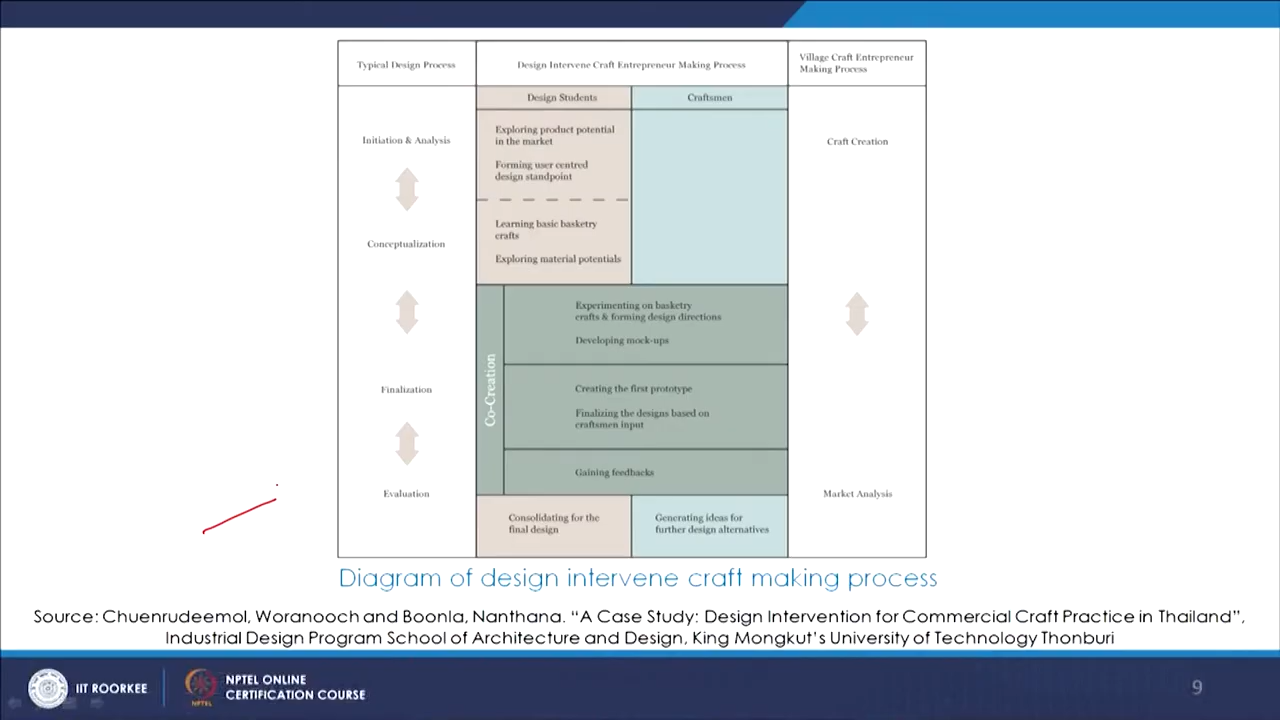 Typical Design Process
Design Intervene Craft Entrepreneur Making Process
Village Craft Entrepreneur
Making Process
Design Students
Craftsmen
Initiation & Analysis
Exploring product potential
in the market
Forming user centred
design standpoint
Craft Creation
Conceptualization
Learning basic basketry
crafts
Exploring material potentials
Co-Creation
Experimenting on basketry
crafts & forming design directions
Developing mock-ups
Finalization
Creating the first prototype
Finalizing the designs based on
craftsmen input
Evaluation
Gaining feedbacks
Market Analysis
Consolidating for the
final design
Generating ideas for
further design alternatives
Diagram of design intervene craft making process
Source: Chuenrudeemol, Woranooch and Boonla, Nanthana. “A Case Study: Design Intervention for Commercial Craft Practice in Thailand”,
Industrial Design Program School of Architecture and Design, King Mongkut’s University of Technology Thonburi
IIT ROORKEE
NPTEL
NPTEL ONLINE
CERTIFICATION COURSE
9